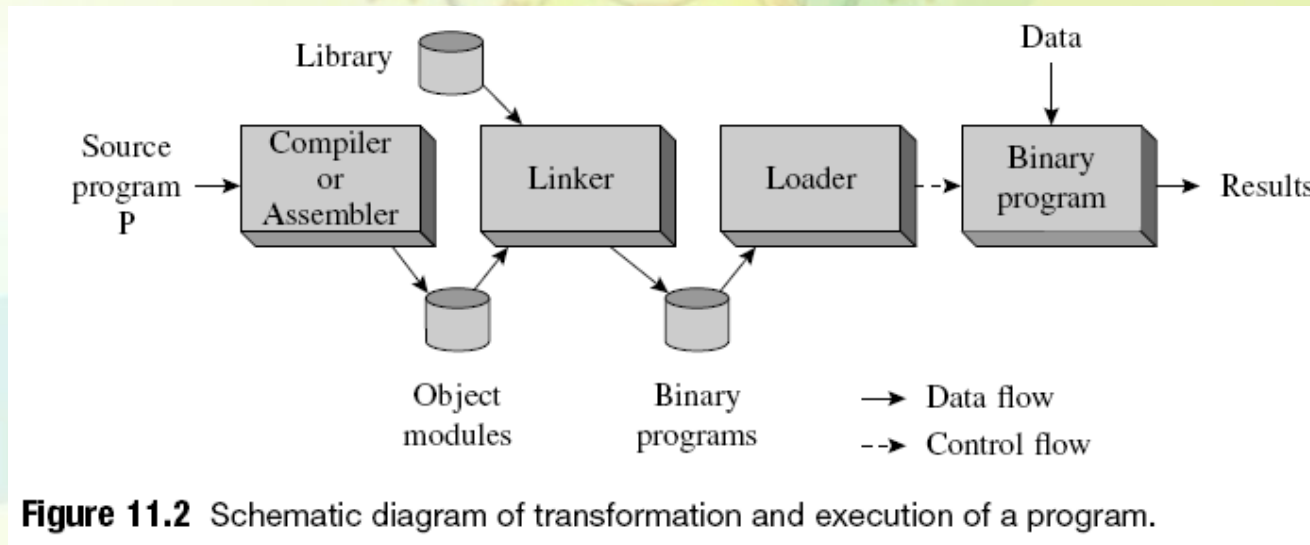 Library
Data
Source
program
P
Compiler
or
Assembler
Linker
Loader
Binary
program
Results
Object
modules
Binary
programs
Data flow
Control flow
Figure 11.2 Schematic diagram of transformation and execution of a program.